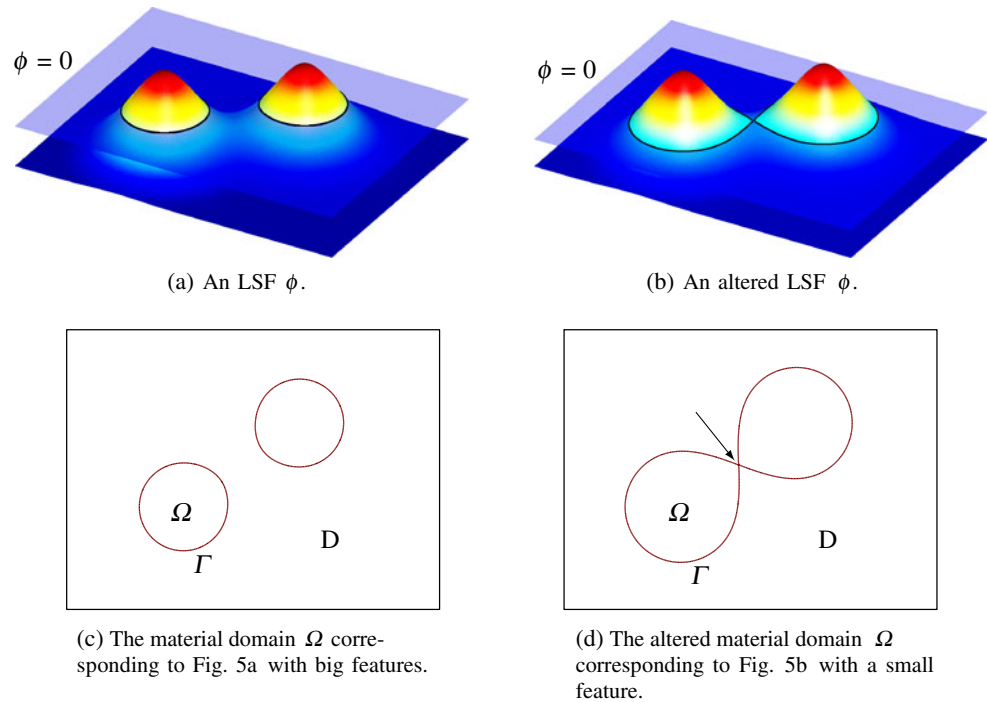 ϕ = 0
ϕ = 0
(a) An LSF ϕ.
(b) An altered LSF ϕ.
Ω
Γ
D
Ω
Γ
D
(c) The material domain Ω corre-
sponding to Fig. 5a with big features.
(d) The altered material domain Ω
corresponding to Fig. 5b with a small
feature.